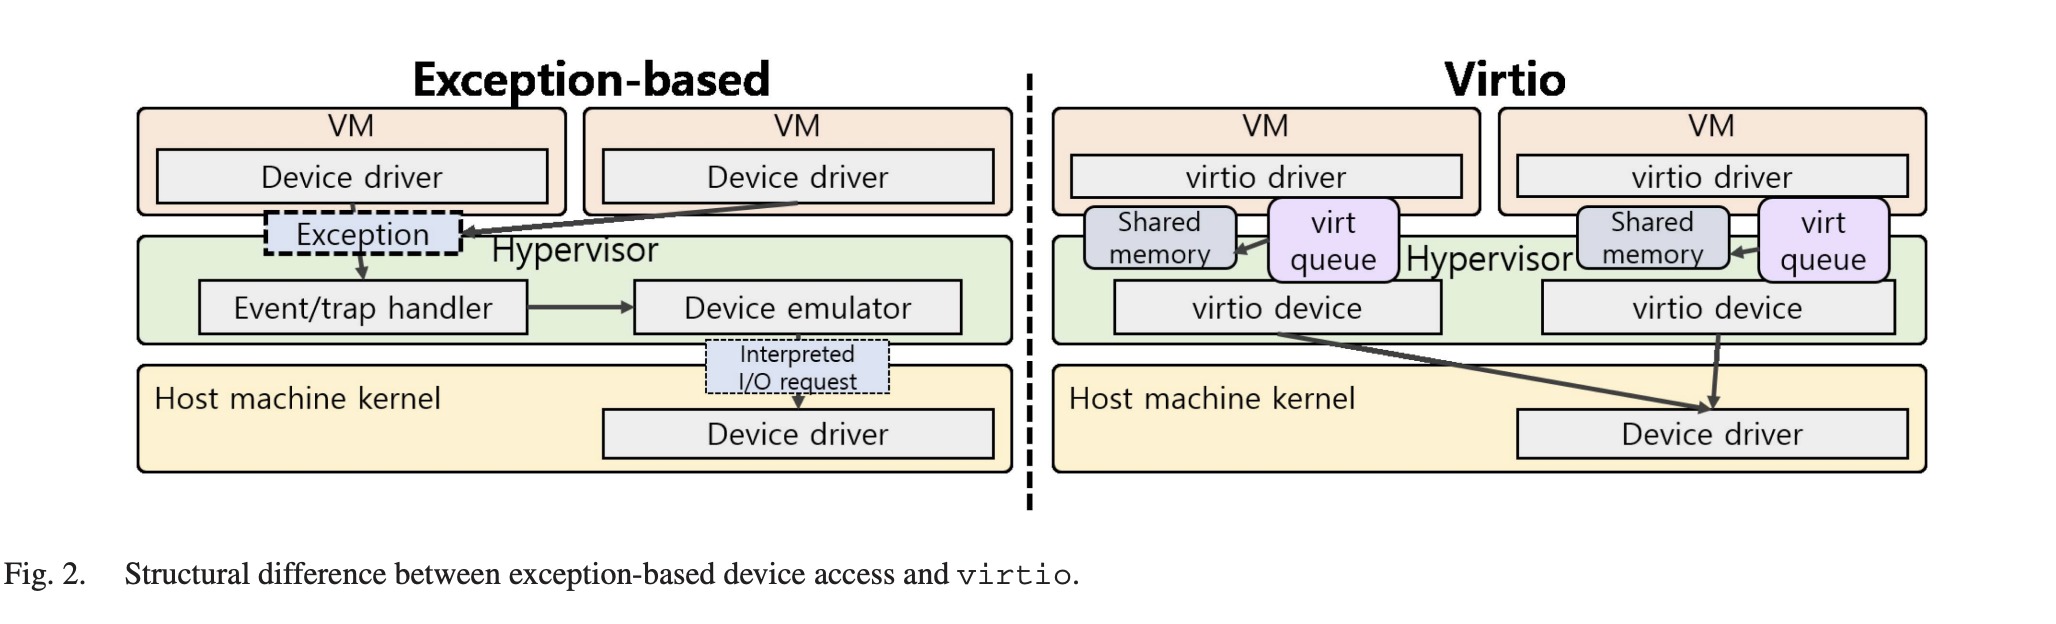 Exception-based
VM
Device driver
VM
Device driver
Exception
Hypervisor
Event/trap handler
Device emulator
Interpreted
I/O request
Host machine kernel
Device driver
Virtio
VM
virtio driver
VM
virtio driver
Shared
memory
virt
queue
Hypervisor
Shared
memory
virt
queue
virtio device
virtio device
Host machine kernel
Device driver
Fig. 2. Structural difference between exception-based device access and virtio.